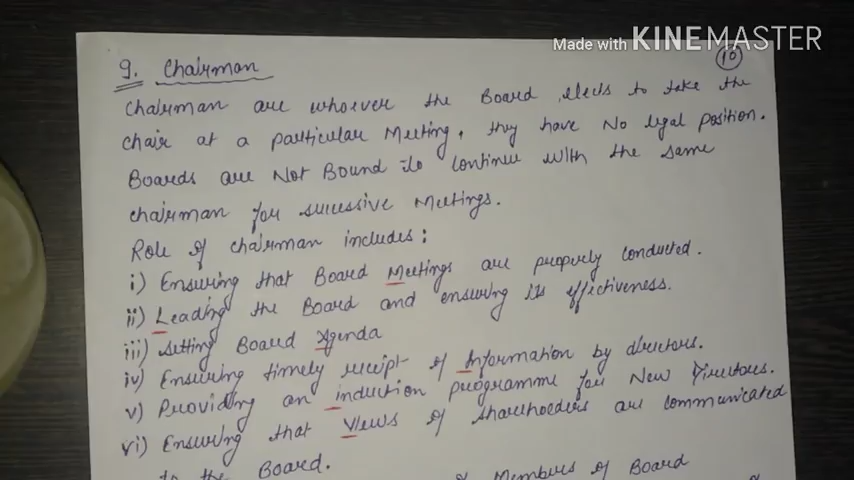 Made with KINEMASTER
10
9. Chairman
Chairman are whoever the Board elects to take the
chair at a particular Meeting. they have No legal position.
Boards are Not Bound to continue with the same
chairman for successive Meetings.
Role of chairman includes:
i) Ensuring that Board Meetings are properly conducted.
ii) Leading the Board and ensuring its effectiveness.
iii) setting Board Agenda
iv) Ensuring timely receipt of Information by directors.
v) Providing an induction programme for New Directors.
vi) Ensuring that Views of shareholders are communicated
to the Board.
of Members of Board